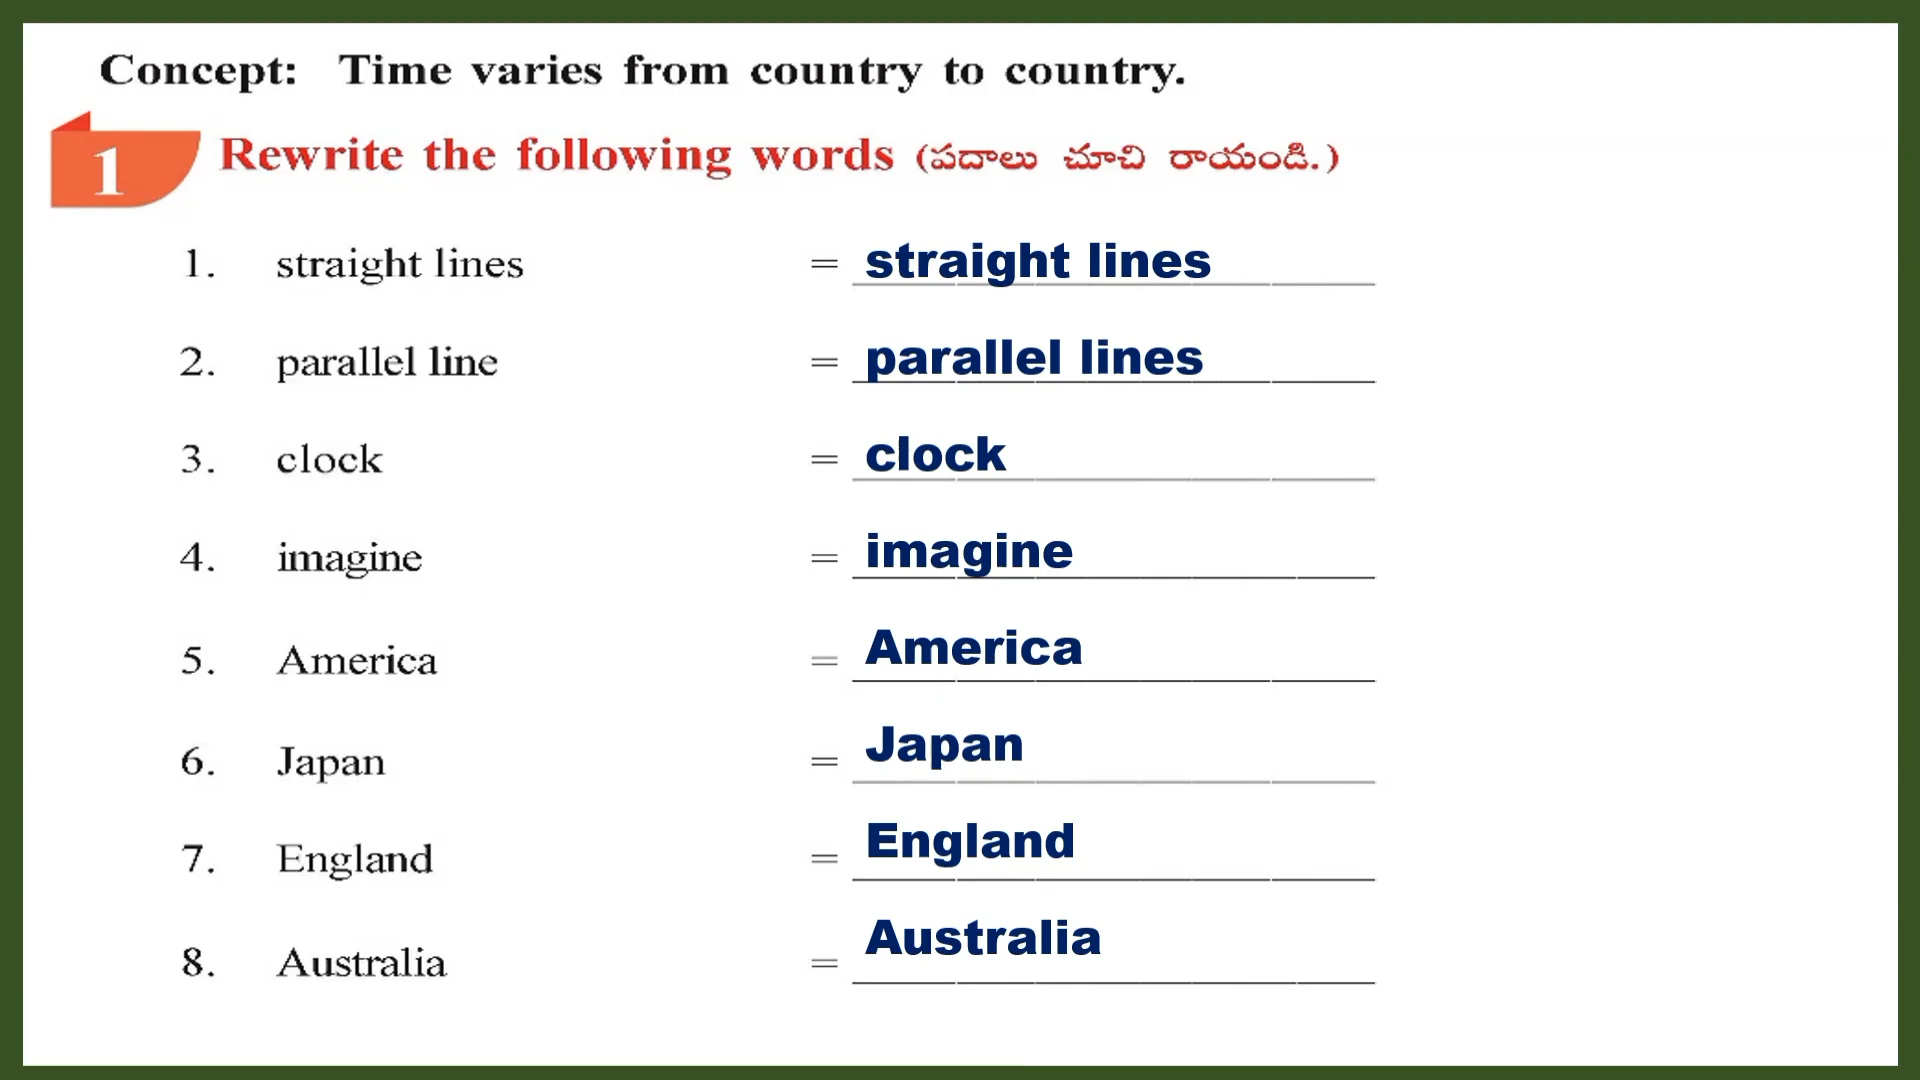 Concept: Time varies from country to country.
1 Rewrite the following words (పదాలు చూచి రాయండి.)
1. straight lines = straight lines
2. parallel line = parallel lines
3. clock = clock
4. imagine = imagine
5. America = America
6. Japan = Japan
7. England = England
8. Australia = Australia